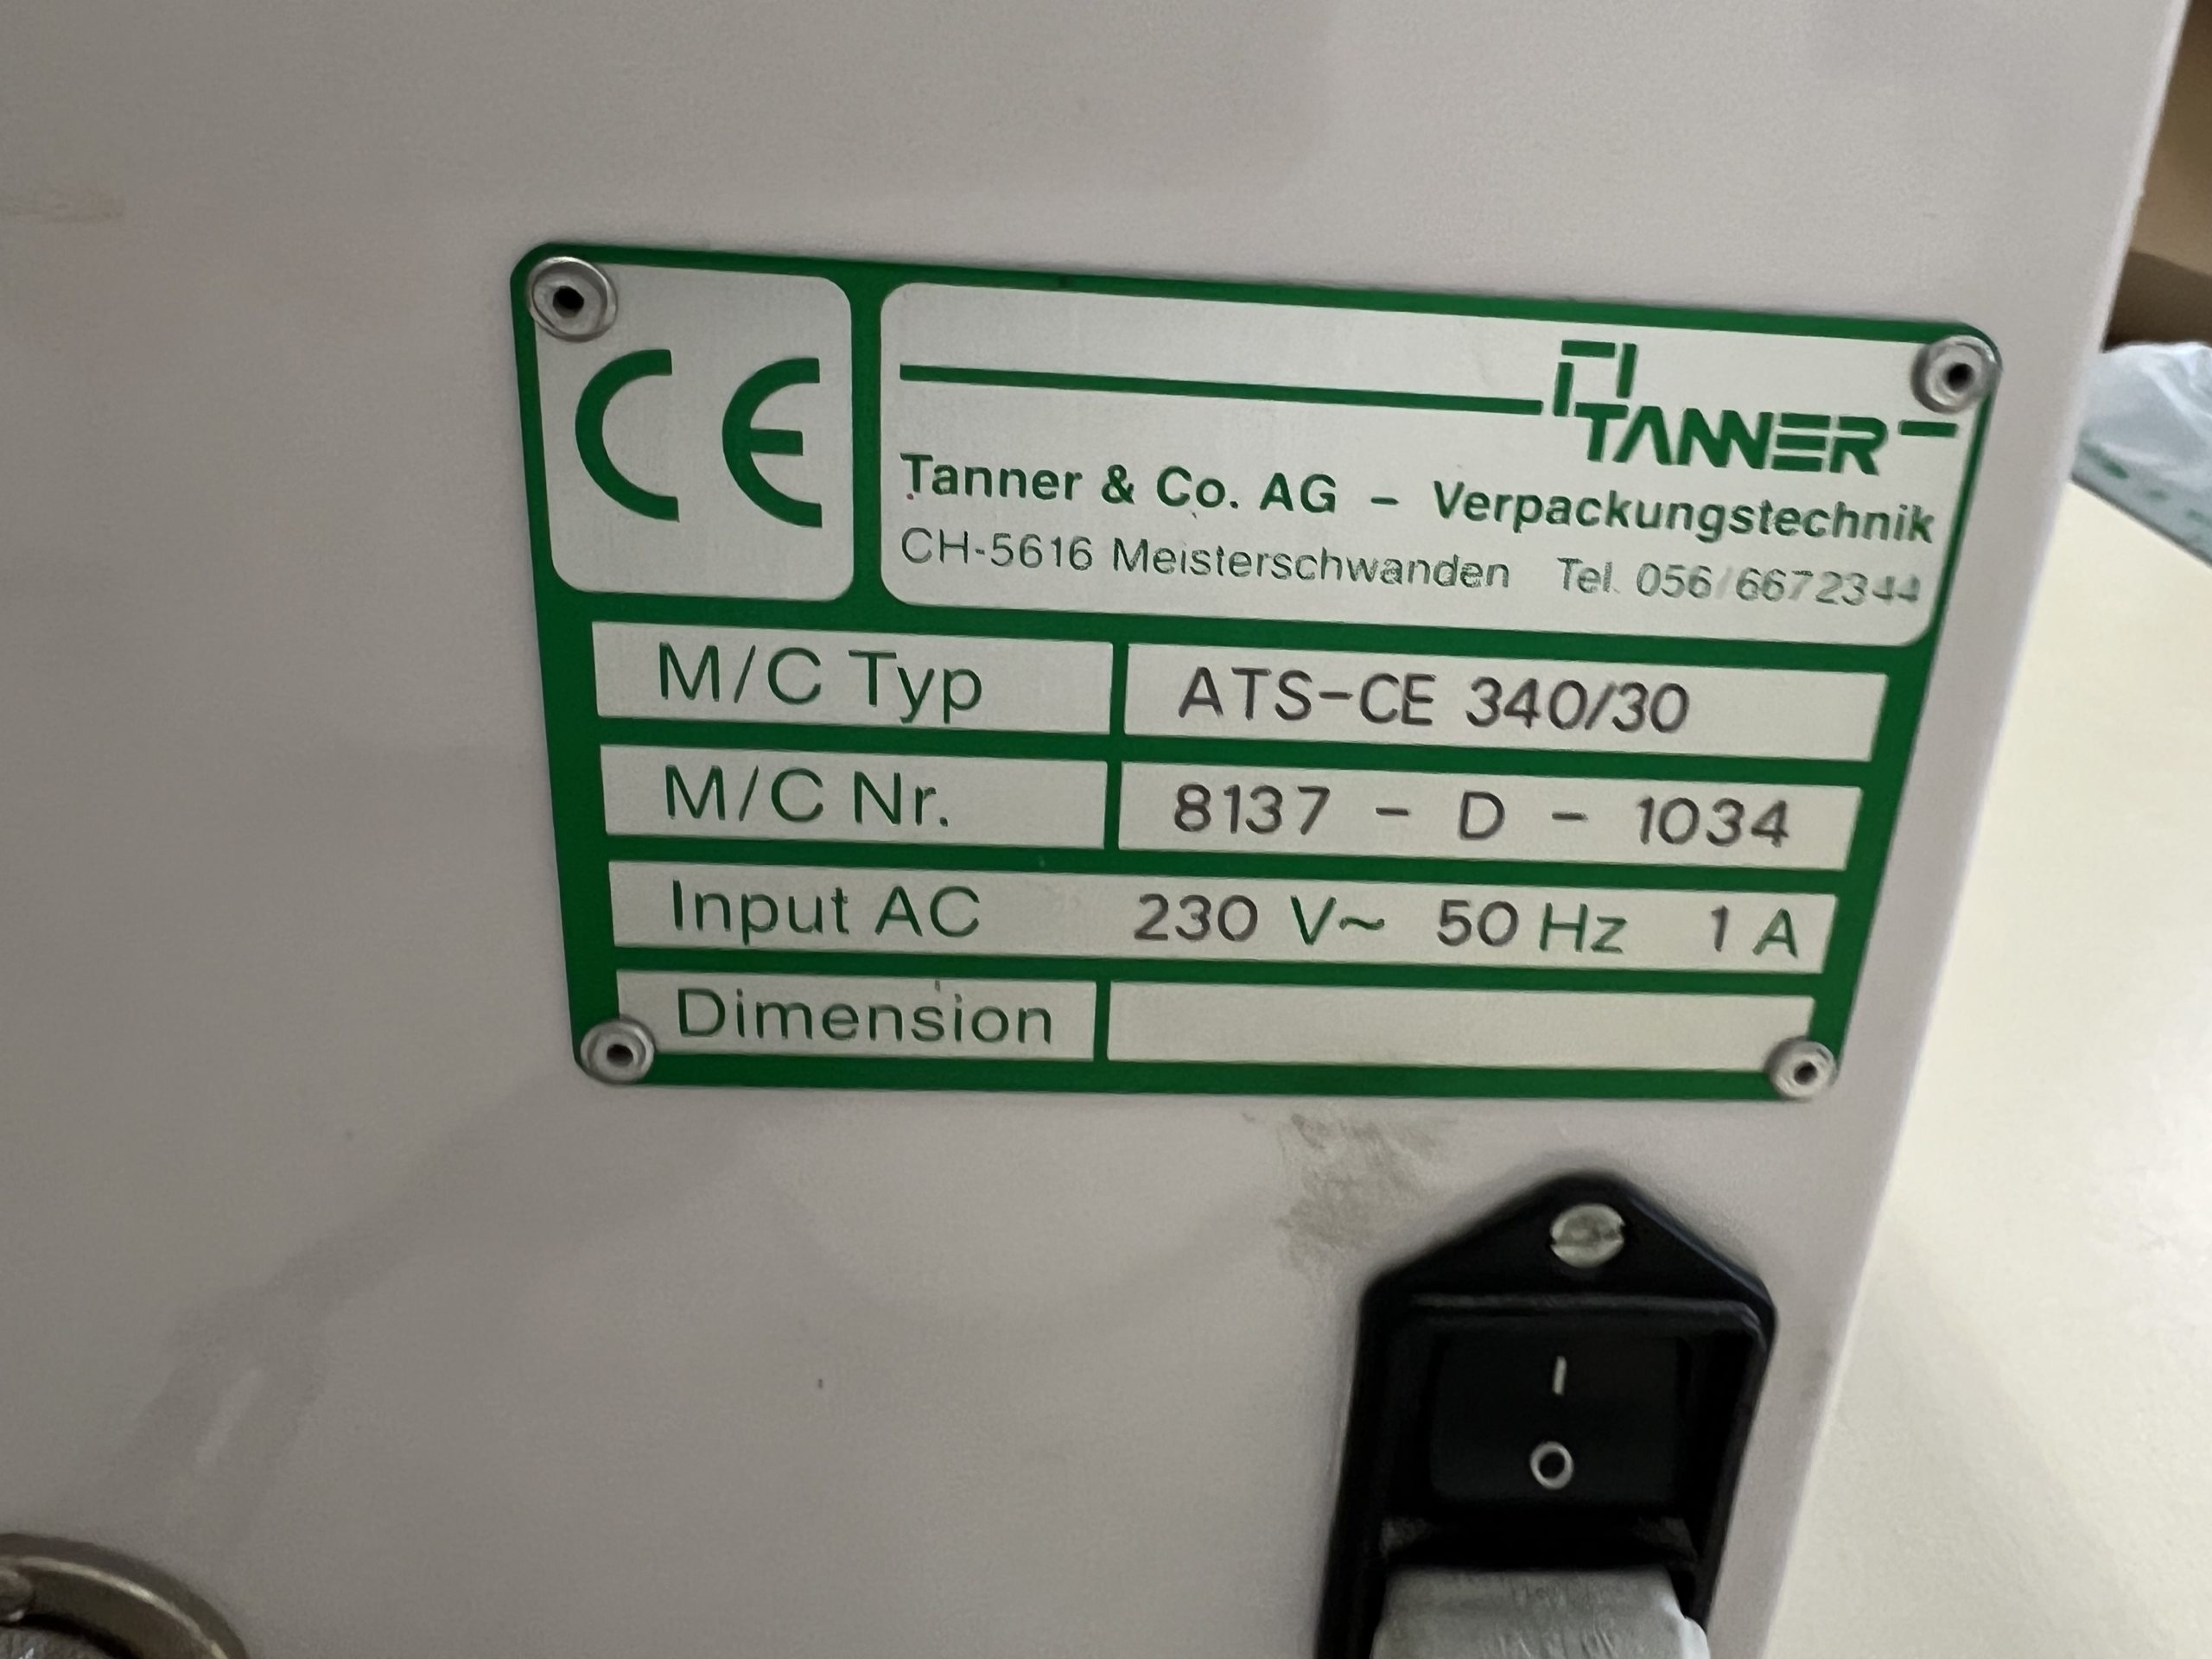 CE
TANNER
Tanner & Co. AG - Verpackungstechnik
CH-5616 Meisterschwanden Tel. 056/6672344
M/C Typ ATS-CE 340/30
M/C Nr. 8137 - D - 1034
Input AC 230 V~ 50 Hz 1 A
Dimension
I
O